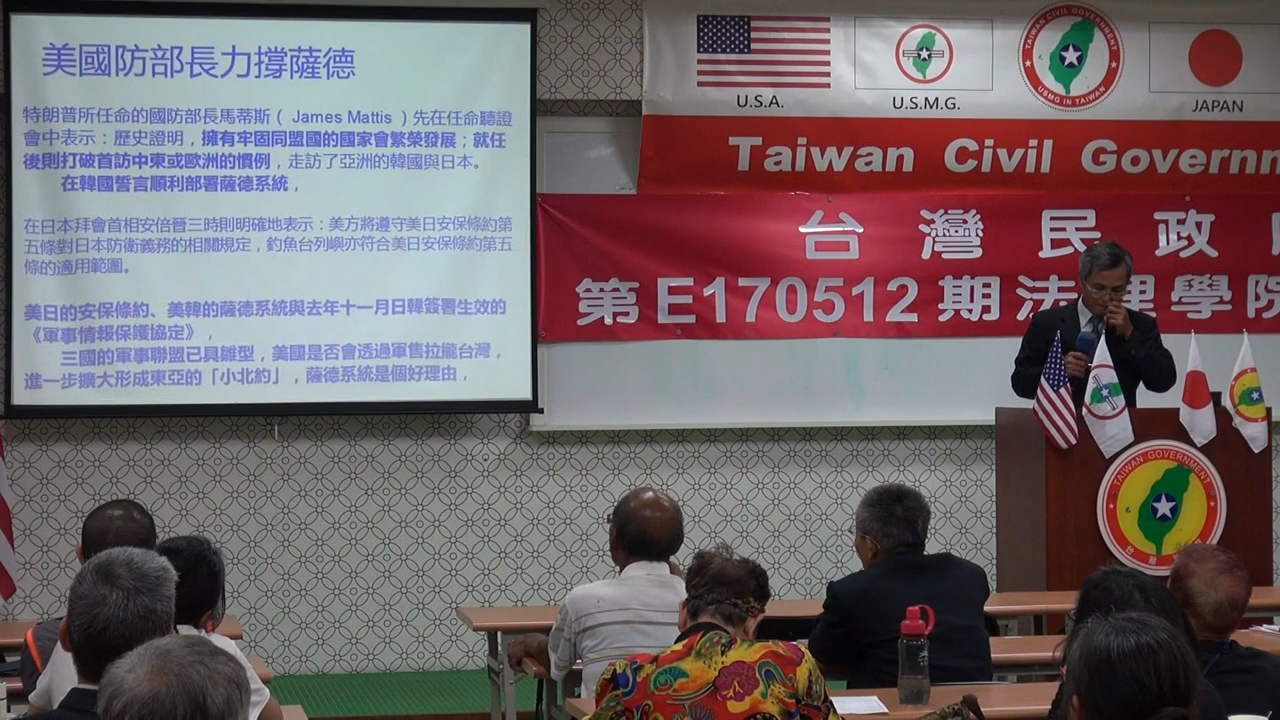 美國防部長力撐薩德
特朗普所任命的國防部長馬蒂斯( James Mattis )先在任命聽證
會中表示:歷史證明,擁有牢固同盟國的國家會繁榮發展;就任
後則打破首訪中東或歐洲的慣例,走訪了亞洲的韓國與日本。
在韓國誓言順利部署薩德系統,
在日本拜會首相安倍晉三時則明確地表示:美方將遵守美日安保條約第
五條對日本防衛義務的相關規定,釣魚台列嶼亦符合美日安保條約第五
條的適用範圍。
美日的安保條約、美韓的薩德系統與去年十一月日韓簽署生效的
《軍事情報保護協定》,
三國的軍事聯盟已具雛型,美國是否會透過軍售拉攏台灣,
進一步擴大形成東亞的「小北約」,薩德系統是個好理由,
U.S.A.
U.S.M.G.
TAIWAN CIVIL GOVERNMENT
USMG IN TAIWAN
JAPAN
Taiwan Civil Governm
台灣民政
第E170512期法理學院
TAIWAN GOVERNMENT
台